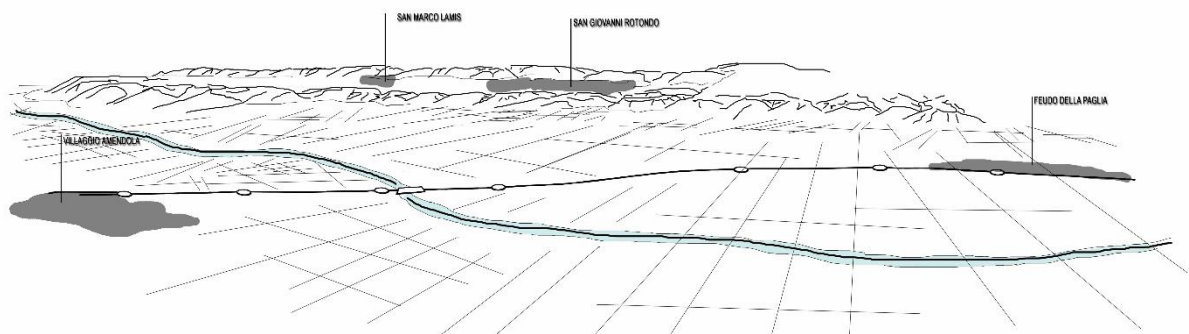 SAN MARCO LAMIS
SAN GIOVANNI ROTONDO
FEUDO DELLA PAGLIA
VILLAGGIO AMENDOLA